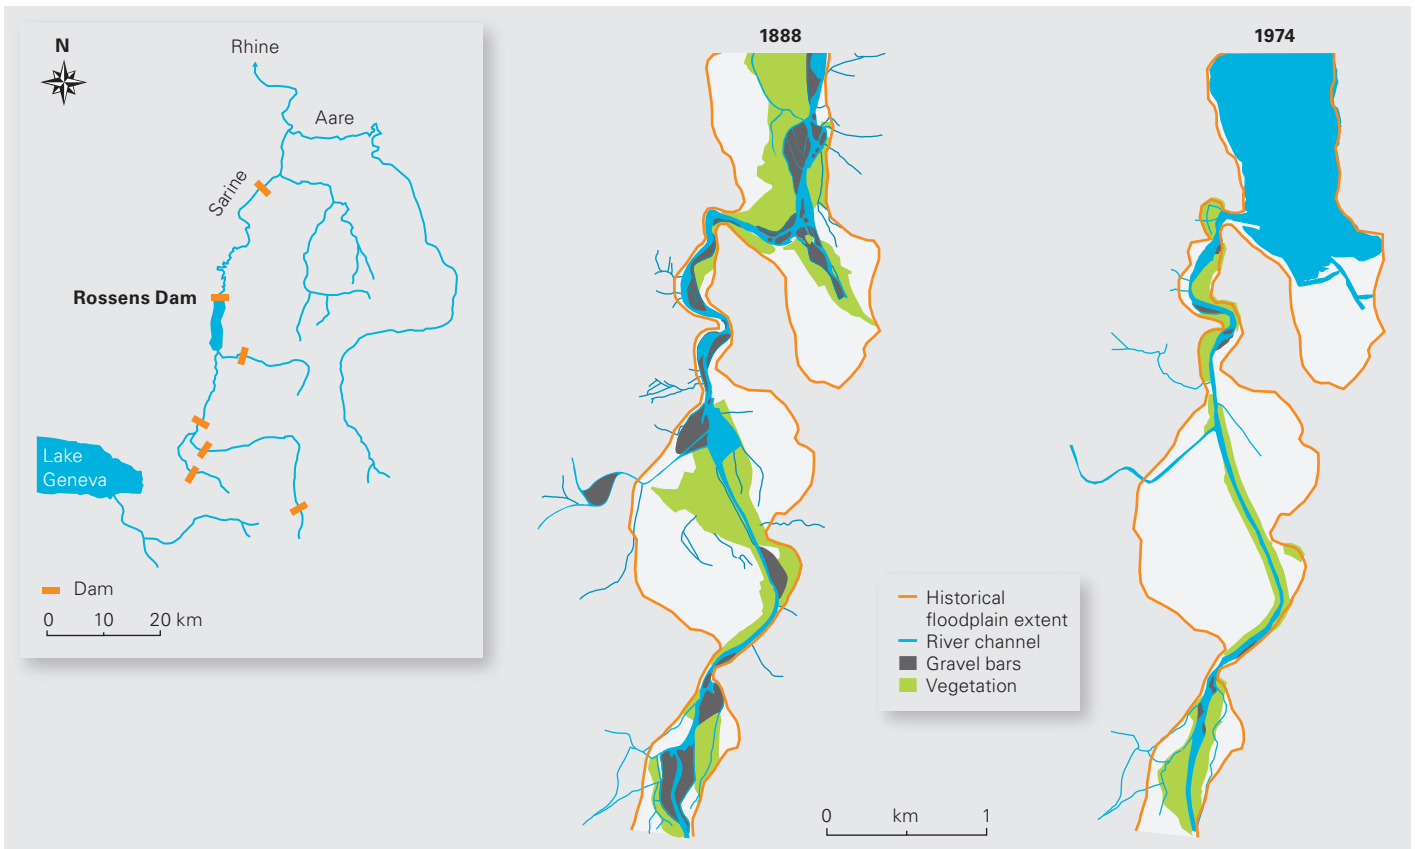 N
Rhine
Aare
Sarine
Rossens Dam
Lake
Geneva
Dam
0 10 20 km
1888
1974
Historical
floodplain extent
River channel
Gravel bars
Vegetation
0 km 1